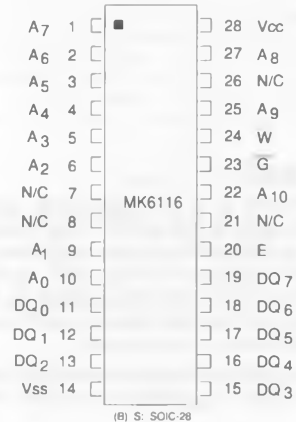 A7 1 28 Vcc
A6 2 27 A8
A5 3 26 N/C
A4 4 25 A9
A3 5 24 W
A2 6 23 G
N/C 7 22 A10
MK6116
N/C 8 21 N/C
A1 9 20 E
A0 10 19 DQ7
DQ0 11 18 DQ6
DQ1 12 17 DQ5
DQ2 13 16 DQ4
Vss 14 15 DQ3
(B) S: SOIC-28